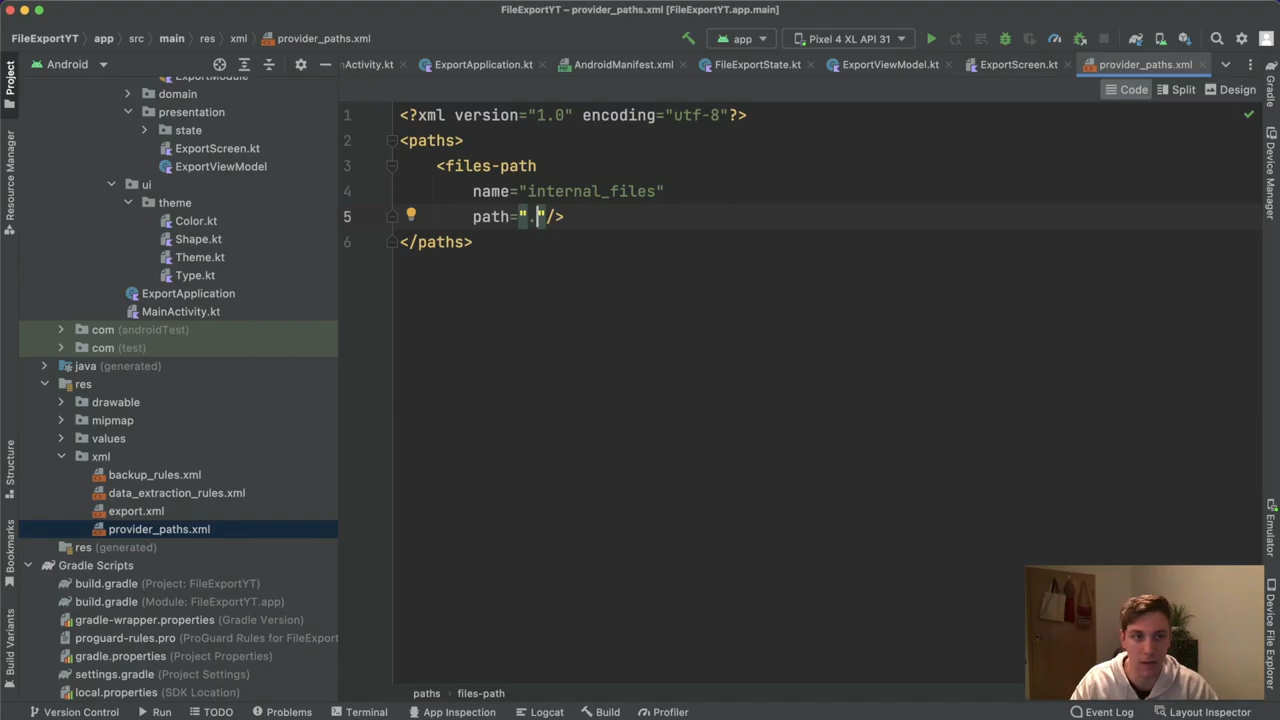 FileExportYT – provider_paths.xml [FileExportYT.app.main]
FileExportYT app src main res xml provider_paths.xml
app
Pixel 4 XL API 31
Android
nActivity.kt
ExportApplication.kt
AndroidManifest.xml
FileExportState.kt
ExportViewModel.kt
ExportScreen.kt
provider_paths.xml
Code
Split
Design
Project
Resource Manager
Structure
Bookmarks
Build Variants
ExportModule
domain
presentation
state
ExportScreen.kt
ExportViewModel
ui
theme
Color.kt
Shape.kt
Theme.kt
Type.kt
ExportApplication
MainActivity.kt
com (androidTest)
com (test)
java (generated)
res
drawable
mipmap
values
xml
backup_rules.xml
data_extraction_rules.xml
export.xml
provider_paths.xml
res (generated)
Gradle Scripts
build.gradle (Project: FileExportYT)
build.gradle (Module: FileExportYT.app)
gradle-wrapper.properties (Gradle Version)
proguard-rules.pro (ProGuard Rules for FileExport
gradle.properties (Project Properties)
settings.gradle (Project Settings)
local.properties (SDK Location)
1 <?xml version="1.0" encoding="utf-8"?>
2 <paths>
3 <files-path
4 name="internal_files"
5 path="."/>
6 </paths>
Gradle
Device Manager
Emulator
Device File Explorer
paths files-path
Version Control
Run
TODO
Problems
Terminal
App Inspection
Logcat
Build
Profiler
Event Log
Layout Inspector